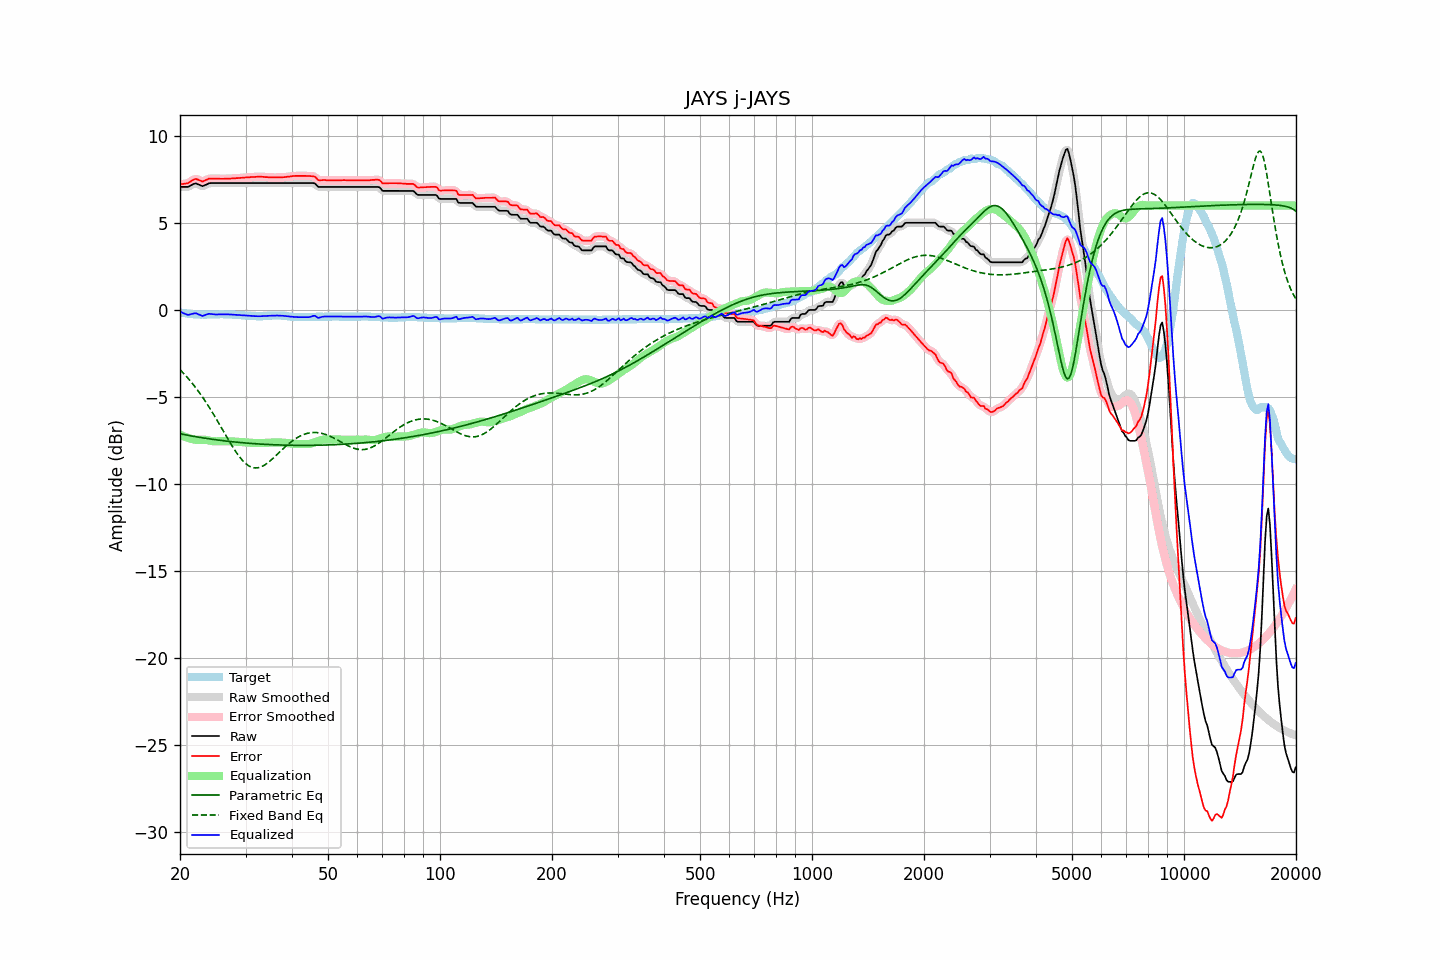 JAYS j-JAYS
Amplitude (dBr)
10
5
0
−5
−10
−15
−20
−25
−30
Target
Raw Smoothed
Error Smoothed
Raw
Error
Equalization
Parametric Eq
Fixed Band Eq
Equalized
20 50 100 200 500 1000 2000 5000 10000 20000
Frequency (Hz)